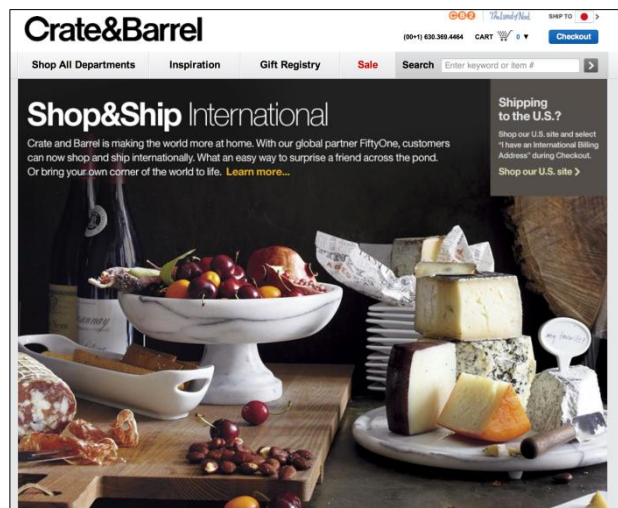 CB2 The Land of Nod SHIP TO >
Crate&Barrel
(00+1) 630.369.4464 CART 0 ▼ Checkout
Shop All Departments Inspiration Gift Registry Sale Search Enter keyword or item # >
Shop&Ship International
Crate and Barrel is making the world more at home. With our global partner FiftyOne, customers
can now shop and ship internationally. What an easy way to surprise a friend across the pond.
Or bring your own corner of the world to life. Learn more...
Shipping
to the U.S.?
Shop our U.S. site and select
"I have an International Billing
Address" during Checkout.
Shop our U.S. site >
my favorite!